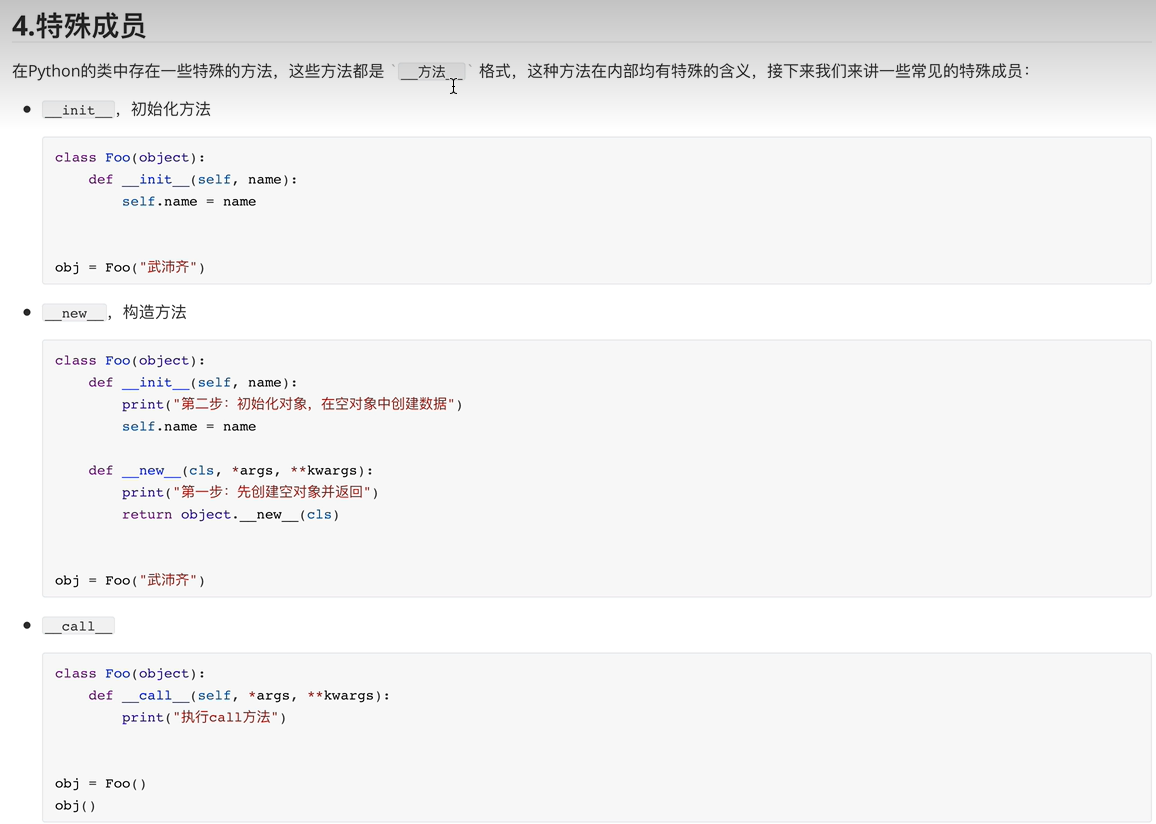 4.特殊成员
在Python的类中存在一些特殊的方法，这些方法都是 `__方法__` 格式，这种方法在内部均有特殊的含义，接下来我们来讲一些常见的特殊成员：
● __init__，初始化方法
class Foo(object):
    def __init__(self, name):
        self.name = name
obj = Foo("武沛齐")
● __new__，构造方法
class Foo(object):
    def __init__(self, name):
        print("第二步：初始化对象，在空对象中创建数据")
        self.name = name
    def __new__(cls, *args, **kwargs):
        print("第一步：先创建空对象并返回")
        return object.__new__(cls)
obj = Foo("武沛齐")
● __call__
class Foo(object):
    def __call__(self, *args, **kwargs):
        print("执行call方法")
obj = Foo()
obj()